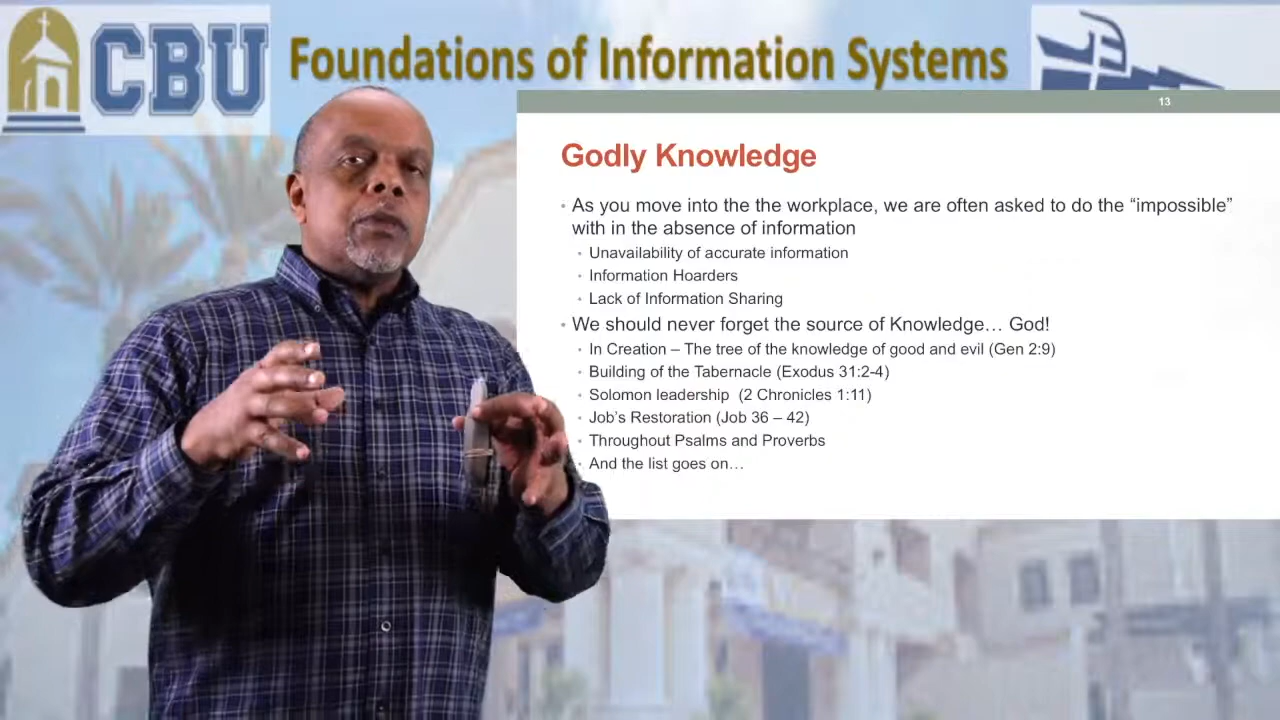 CBU
Foundations of Information Systems
13
Godly Knowledge
• As you move into the the workplace, we are often asked to do the “impossible”
with in the absence of information
• Unavailability of accurate information
• Information Hoarders
• Lack of Information Sharing
• We should never forget the source of Knowledge… God!
• In Creation – The tree of the knowledge of good and evil (Gen 2:9)
• Building of the Tabernacle (Exodus 31:2-4)
• Solomon leadership (2 Chronicles 1:11)
• Job’s Restoration (Job 36 – 42)
• Throughout Psalms and Proverbs
• And the list goes on…